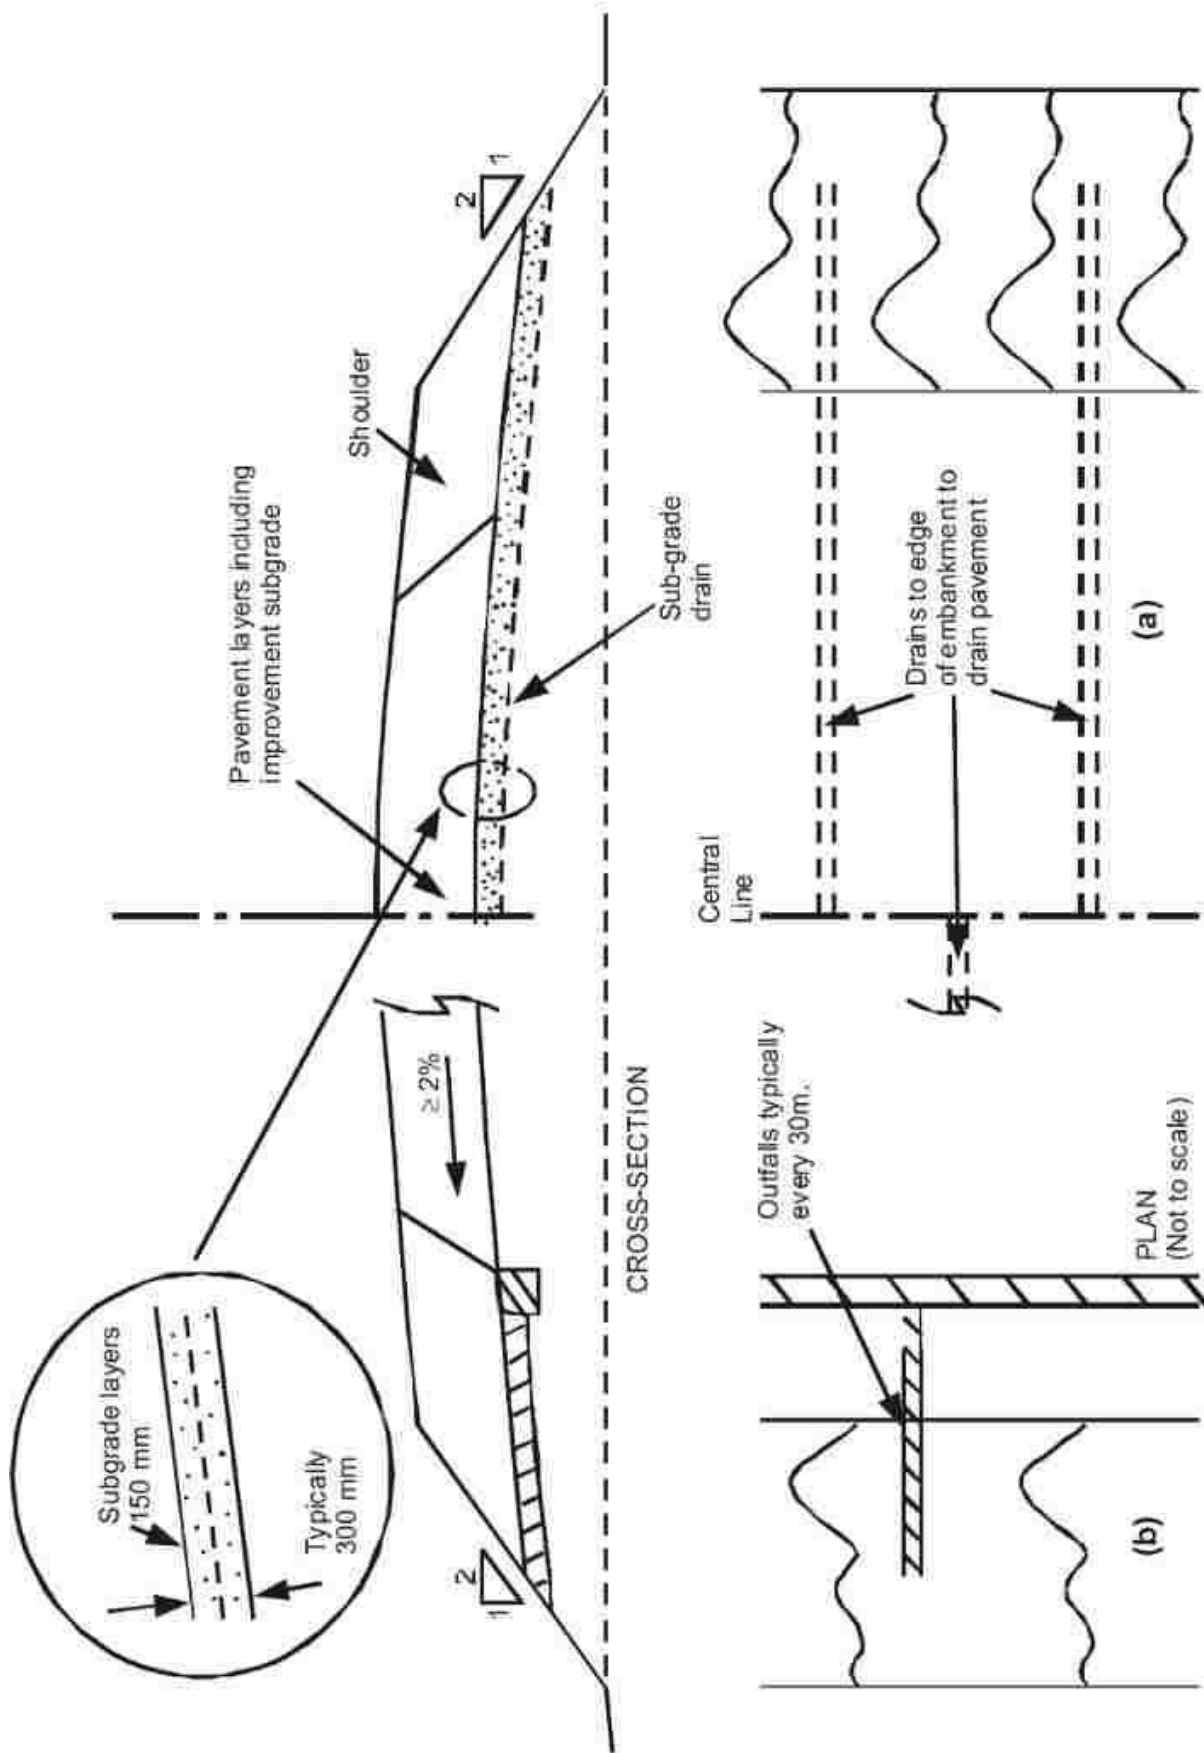 Subgrade layers
150 mm
Typically
300 mm
Pavement layers including
improvement subgrade
Shoulder
2
1
≥ 2%
2
1
Sub-grade
drain
CROSS-SECTION
Central
Line
Outfalls typically
every 30m.
Drains to edge
of embankment to
drain pavement
PLAN
(Not to scale)
(b)
(a)